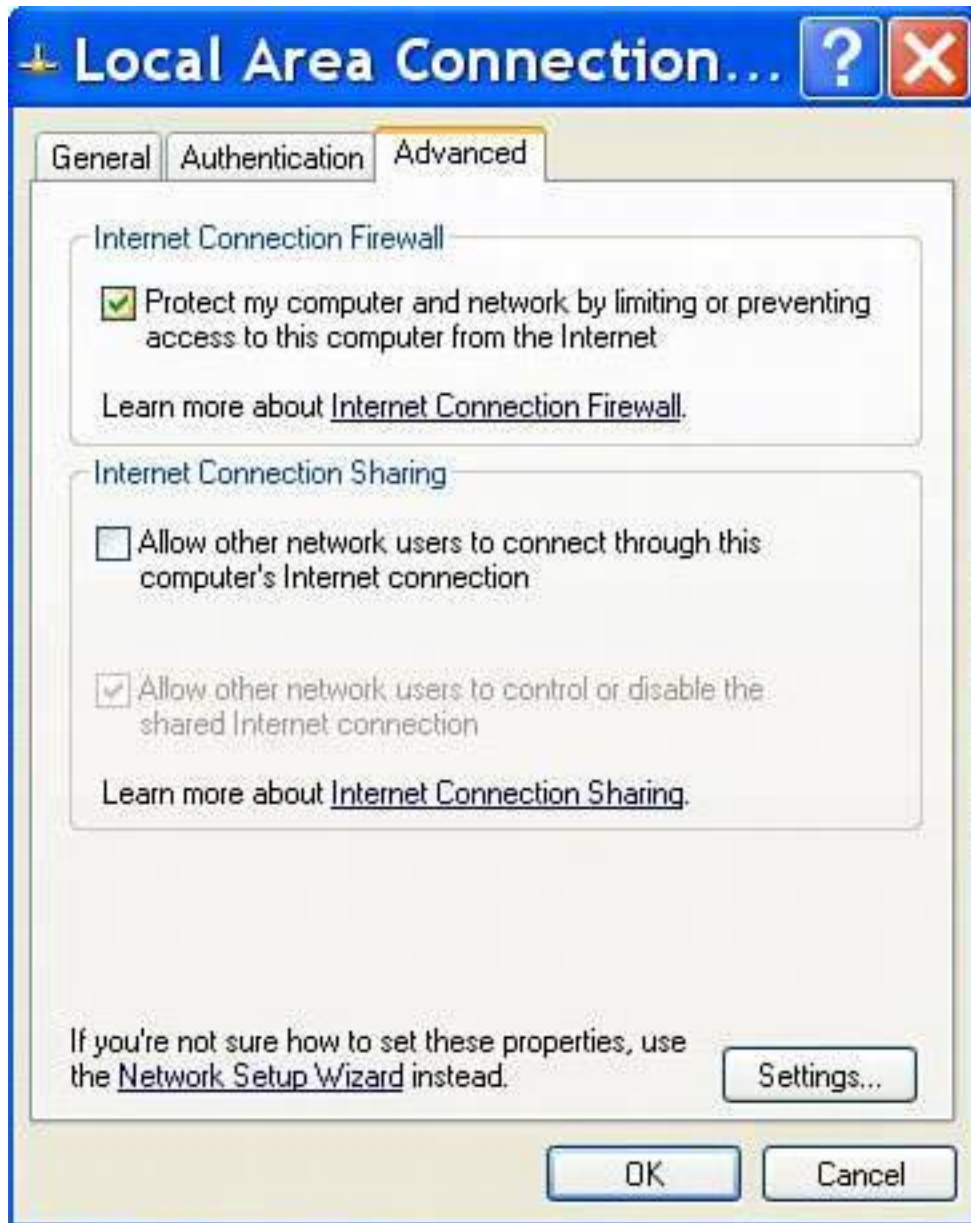 Local Area Connection...
General Authentication Advanced
Internet Connection Firewall
Protect my computer and network by limiting or preventing
access to this computer from the Internet
Learn more about Internet Connection Firewall.
Internet Connection Sharing
Allow other network users to connect through this
computer's Internet connection
Allow other network users to control or disable the
shared Internet connection
Learn more about Internet Connection Sharing.
If you're not sure how to set these properties, use
the Network Setup Wizard instead.
Settings...
OK Cancel